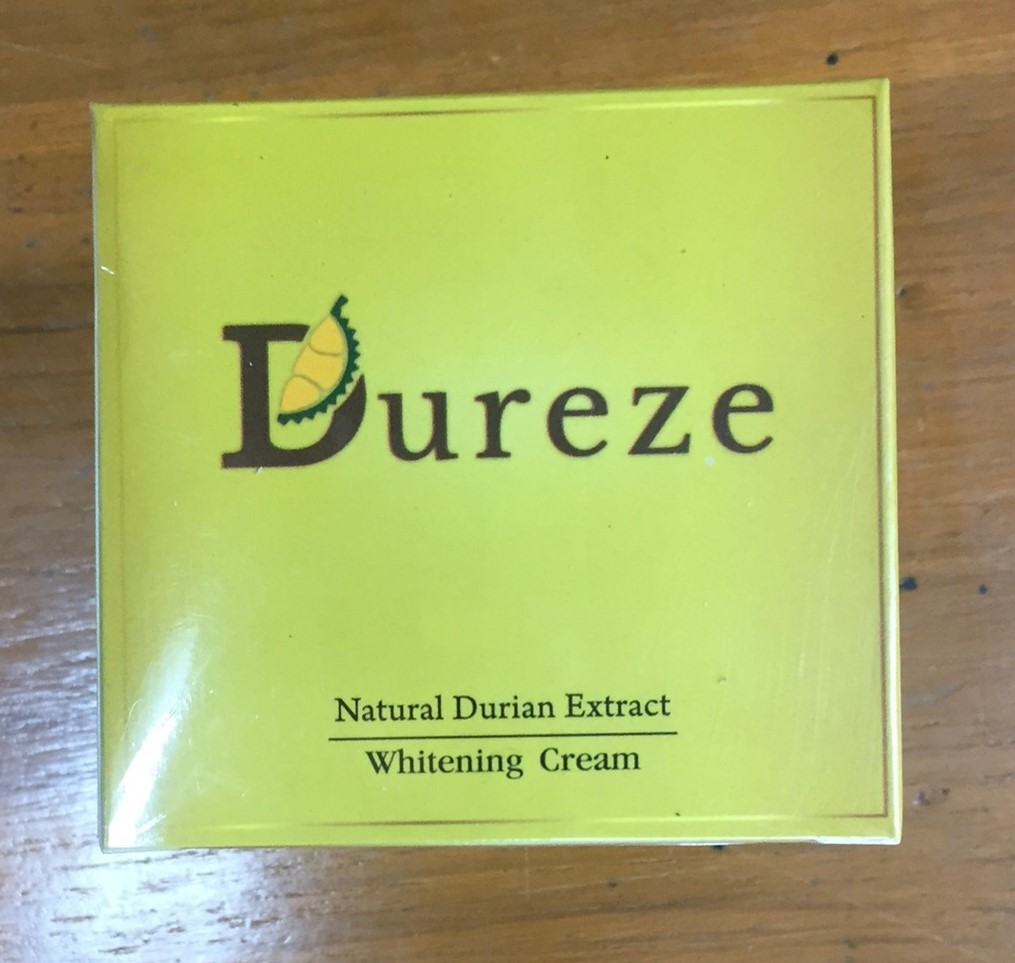 Dureze
Natural Durian Extract
Whitening Cream